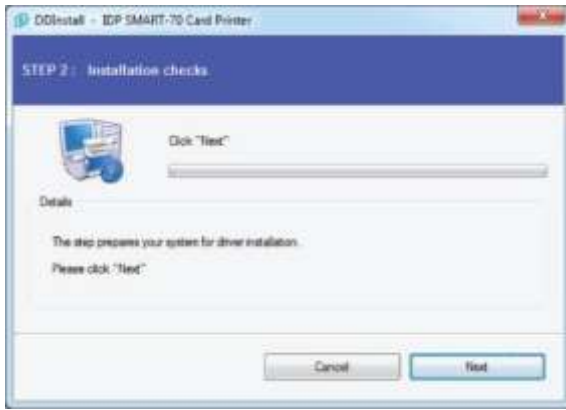 DDInstall - IDP SMART-70 Card Printer
STEP 2 : Installation checks
Click "Next"
Details
The step prepares your system for driver installation.
Please click "Next"
Cancel
Next